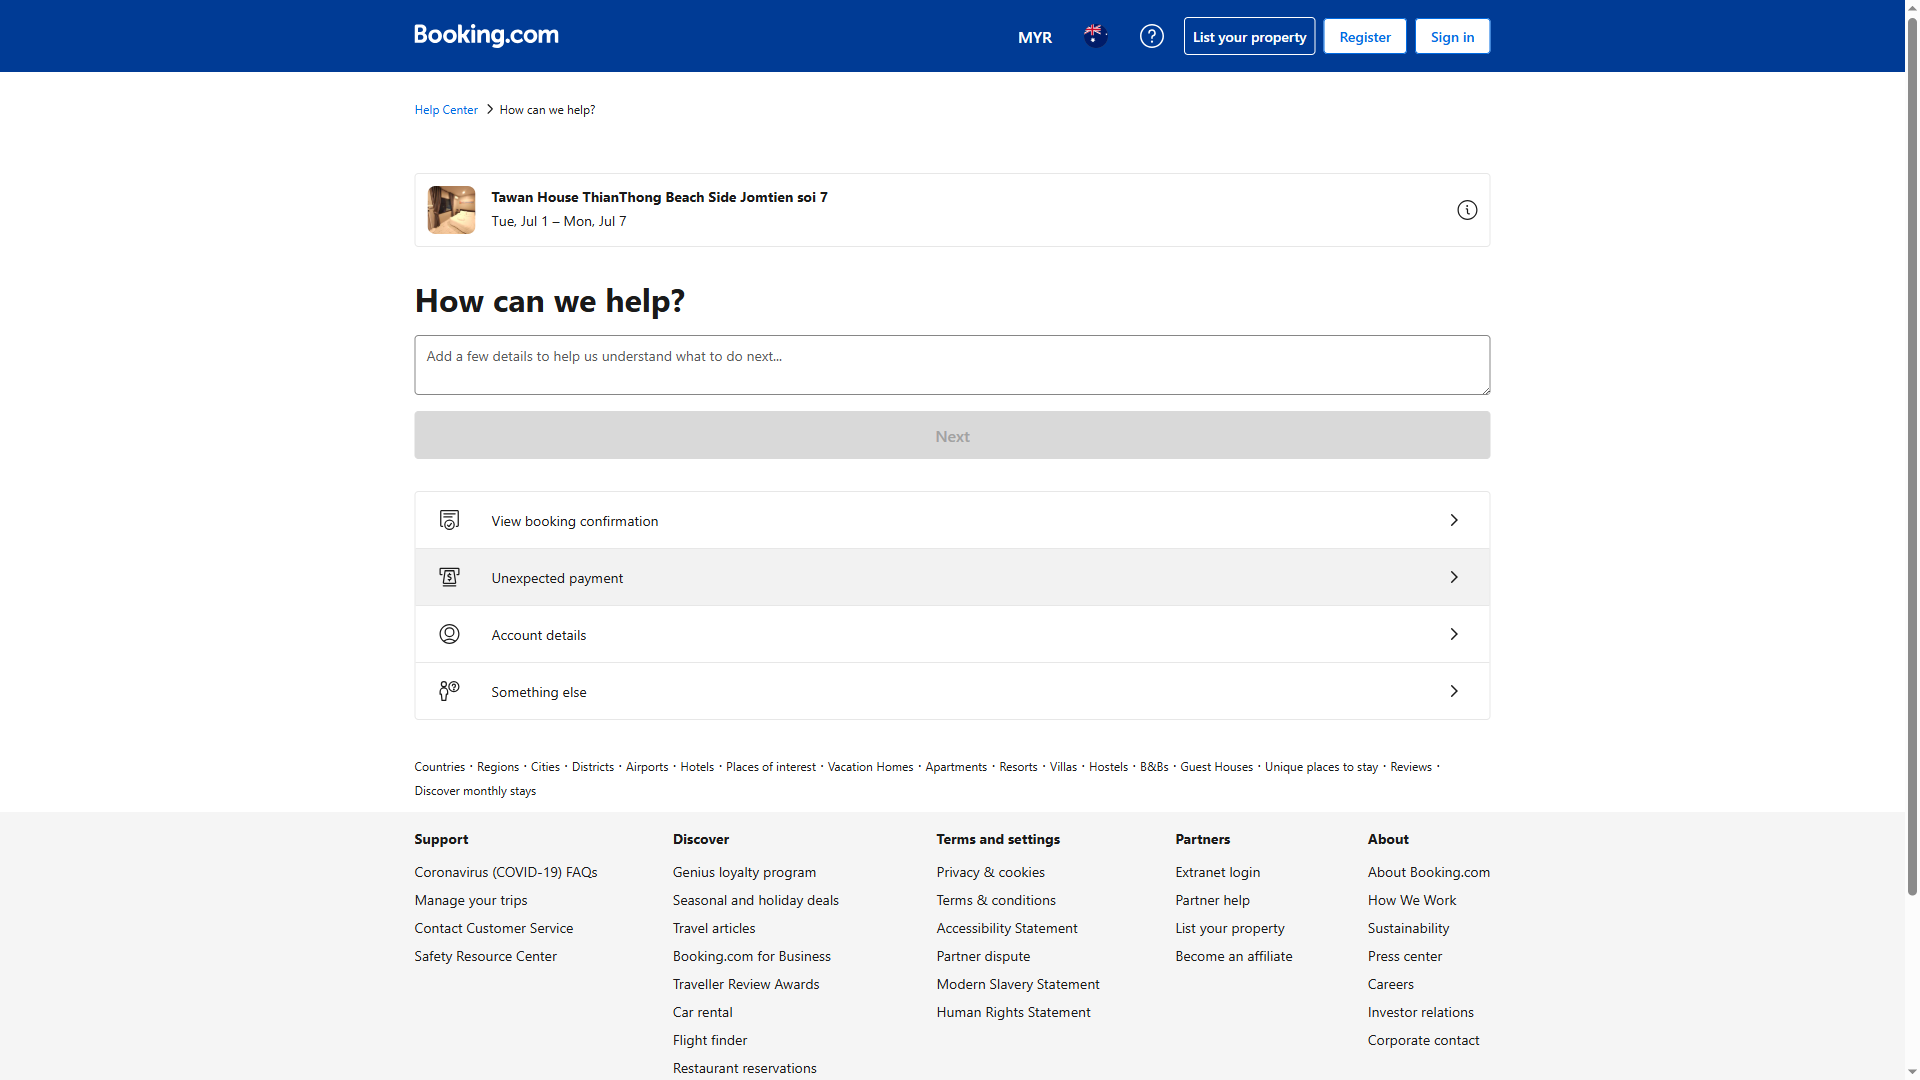 Booking.com
MYR
List your property
Register
Sign in
Help Center
How can we help?
Tawan House ThianThong Beach Side Jomtien soi 7
Tue, Jul 1 – Mon, Jul 7
How can we help?
Add a few details to help us understand what to do next...
Next
View booking confirmation
Unexpected payment
Account details
Something else
Countries · Regions · Cities · Districts · Airports · Hotels · Places of interest · Vacation Homes · Apartments · Resorts · Villas · Hostels · B&Bs · Guest Houses · Unique places to stay · Reviews ·
Discover monthly stays
Support
Coronavirus (COVID-19) FAQs
Manage your trips
Contact Customer Service
Safety Resource Center
Discover
Genius loyalty program
Seasonal and holiday deals
Travel articles
Booking.com for Business
Traveller Review Awards
Car rental
Flight finder
Restaurant reservations
Terms and settings
Privacy & cookies
Terms & conditions
Accessibility Statement
Partner dispute
Modern Slavery Statement
Human Rights Statement
Partners
Extranet login
Partner help
List your property
Become an affiliate
About
About Booking.com
How We Work
Sustainability
Press center
Careers
Investor relations
Corporate contact